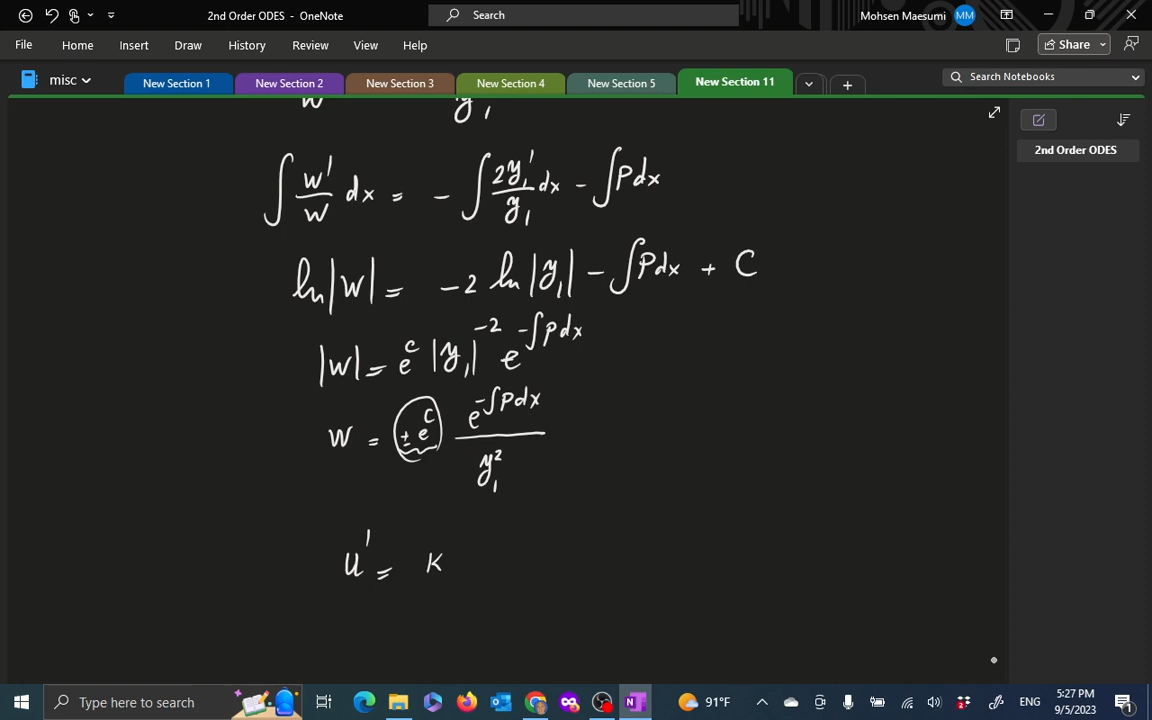 2nd Order ODES - OneNote
Search
Mohsen Maesumi MM
File Home Insert Draw History Review View Help
Share
misc
New Section 1
New Section 2
New Section 3
New Section 4
New Section 5
New Section 11
Search Notebooks
2nd Order ODES
w y₁
∫ w'/w dx = - ∫ 2y₁'/y₁ dx - ∫ P dx
ln|w| = -2 ln|y₁| - ∫ P dx + C
|w| = e^c |y₁|^-2 e^-∫P dx
w = ± e^c e^-∫P dx / y₁²
u' = K
Type here to search
91°F
ENG
5:27 PM
9/5/2023
1